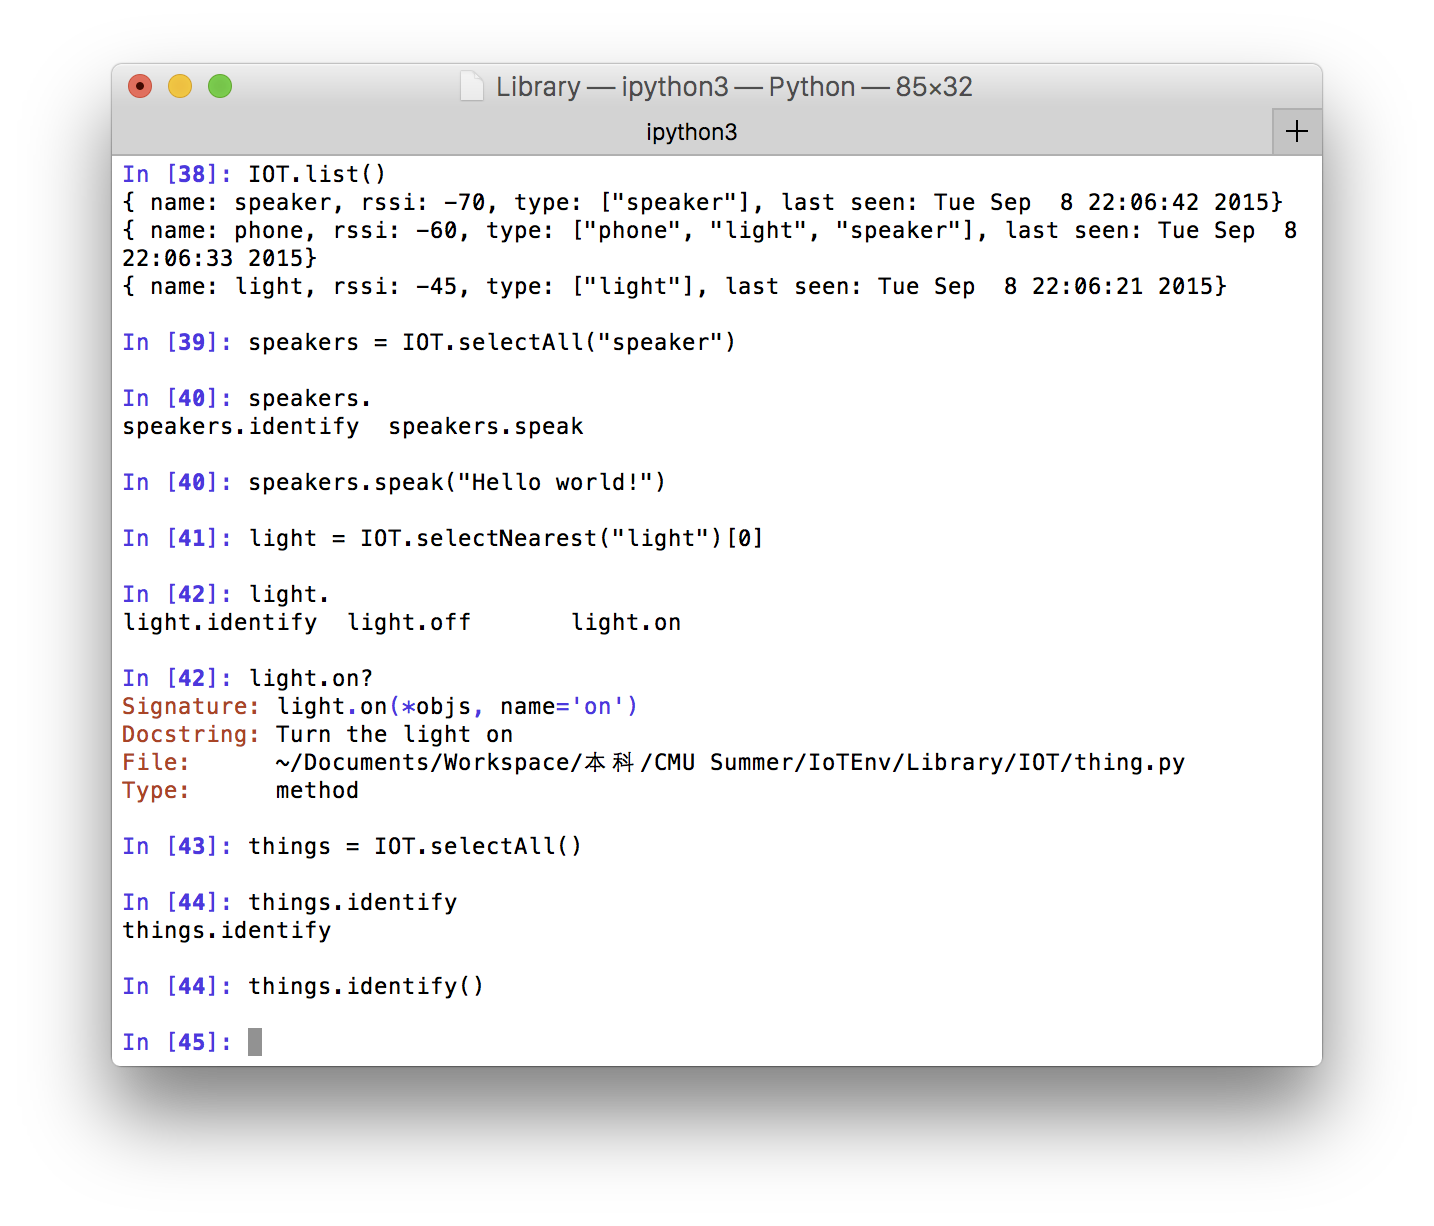 Library — ipython3 — Python — 85×32
ipython3
+
In [38]: IOT.list()
{ name: speaker, rssi: -70, type: ["speaker"], last seen: Tue Sep  8 22:06:42 2015}
{ name: phone, rssi: -60, type: ["phone", "light", "speaker"], last seen: Tue Sep  8
22:06:33 2015}
{ name: light, rssi: -45, type: ["light"], last seen: Tue Sep  8 22:06:21 2015}
In [39]: speakers = IOT.selectAll("speaker")
In [40]: speakers.
speakers.identify  speakers.speak
In [40]: speakers.speak("Hello world!")
In [41]: light = IOT.selectNearest("light")[0]
In [42]: light.
light.identify  light.off       light.on
In [42]: light.on?
Signature: light.on(*objs, name='on')
Docstring: Turn the light on
File:      ~/Documents/Workspace/本科/CMU Summer/IoTEnv/Library/IOT/thing.py
Type:      method
In [43]: things = IOT.selectAll()
In [44]: things.identify
things.identify
In [44]: things.identify()
In [45]: